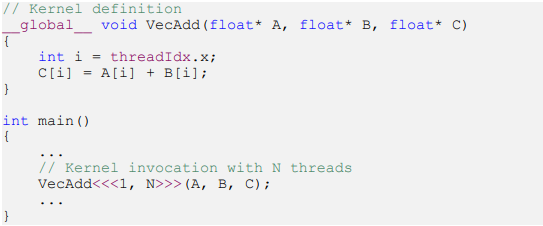 // Kernel definition
__global__ void VecAdd(float* A, float* B, float* C)
{
    int i = threadIdx.x;
    C[i] = A[i] + B[i];
}

int main()
{
    ...
    // Kernel invocation with N threads
    VecAdd<<<1, N>>>(A, B, C);
    ...
}